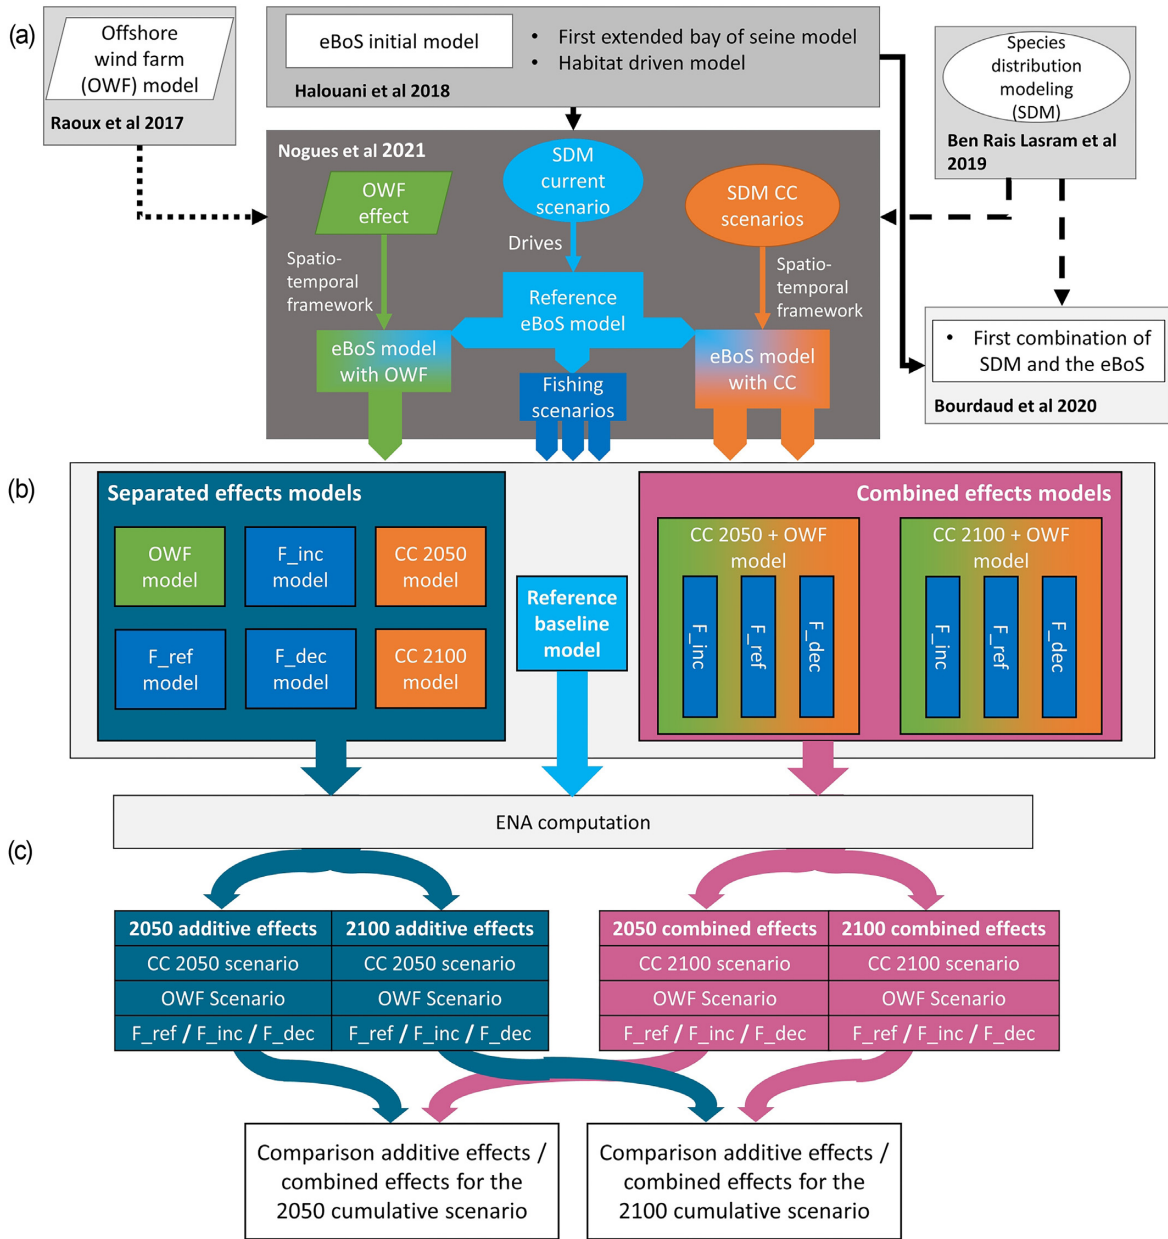 (a)
Offshore
wind farm
(OWF) model
Raoux et al 2017
eBoS initial model
• First extended bay of seine model
• Habitat driven model
Halouani et al 2018
Species
distribution
modeling
(SDM)
Ben Rais Lasram et al
2019
Nogues et al 2021
OWF
effect
SDM
current
scenario
SDM CC
scenarios
Spatio-
temporal
framework
Drives
Spatio-
temporal
framework
Reference
eBoS model
eBoS model
with OWF
Fishing
scenarios
eBoS model
with CC
• First combination of
SDM and the eBoS
Bourdaud et al 2020
(b)
Separated effects models
OWF
model
F_inc
model
CC 2050
model
F_ref
model
F_dec
model
CC 2100
model
Reference
baseline
model
Combined effects models
CC 2050 + OWF
model
F_inc
F_ref
F_dec
CC 2100 + OWF
model
F_inc
F_ref
F_dec
ENA computation
(c)
2050 additive effects
2100 additive effects
CC 2050 scenario
CC 2050 scenario
OWF Scenario
OWF Scenario
F_ref / F_inc / F_dec
F_ref / F_inc / F_dec
2050 combined effects
2100 combined effects
CC 2100 scenario
CC 2100 scenario
OWF Scenario
OWF Scenario
F_ref / F_inc / F_dec
F_ref / F_inc / F_dec
Comparison additive effects /
combined effects for the
2050 cumulative scenario
Comparison additive effects /
combined effects for the
2100 cumulative scenario